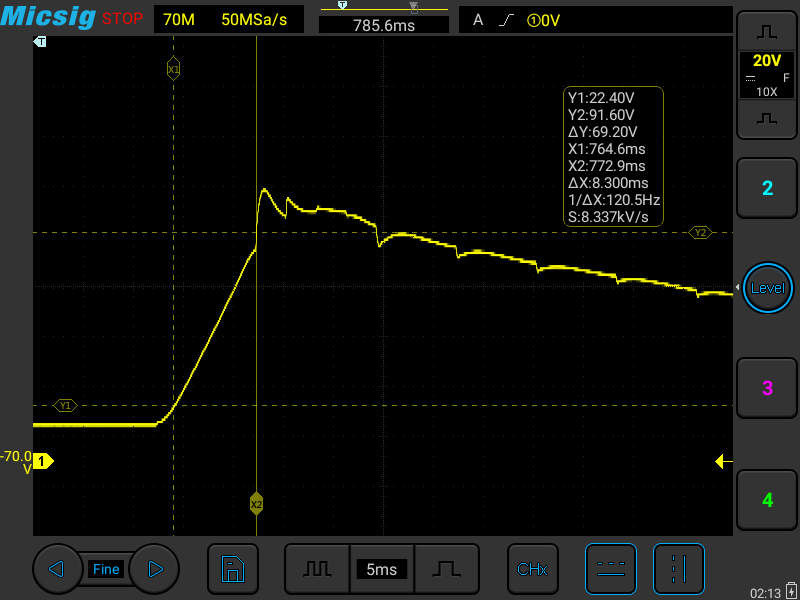 Micsig STOP 70M 50MSa/s 785.6ms A ①0V
T
X1
20V
F
10X
Y1:22.40V
Y2:91.60V
ΔY:69.20V
X1:764.6ms
X2:772.9ms
ΔX:8.300ms
1/ΔX:120.5Hz
S:8.337kV/s
2
Y2
Level
Y1
3
-70.0
V
1
X2
4
Fine
5ms
CHx
02:13